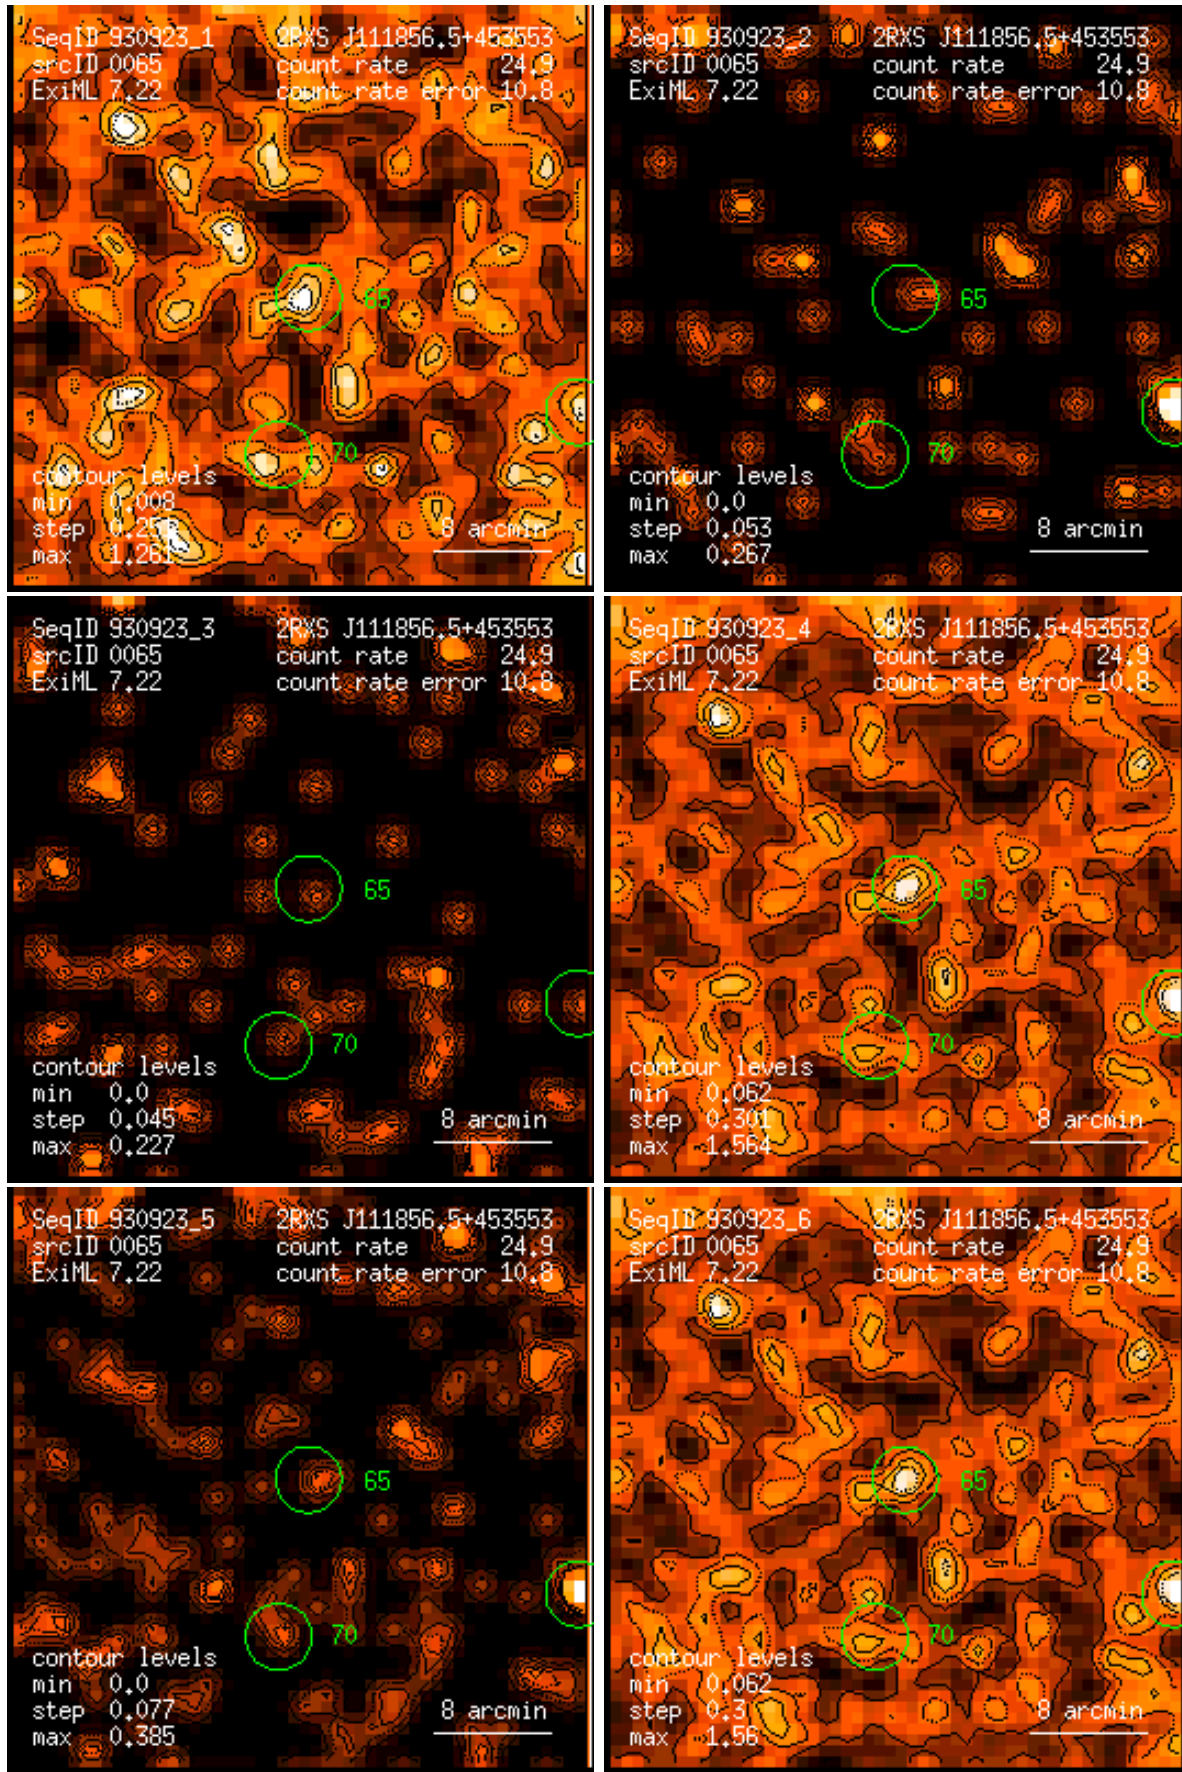 SeqID 930923_1 2RXS J111856.5+453553
srcID 0065 count rate 24.9
ExiML 7.22 count rate error 10.8
65
70
contour levels
min 0.008
step
max 1.261
8 arcmin
SeqID 930923_2 2RXS J111856.5+453553
srcID 0065 count rate 24.9
ExiML 7.22 count rate error 10.8
65
70
contour levels
min 0.0
step 0.053
max 0.267
8 arcmin
SeqID 930923_3 2RXS J111856.5+453553
srcID 0065 count rate 24.9
ExiML 7.22 count rate error 10.8
65
70
contour levels
min 0.0
step 0.045
max 0.227
8 arcmin
SeqID 930923_4 2RXS J111856.5+453553
srcID 0065 count rate 24.9
ExiML 7.22 count rate error 10.8
65
70
contour levels
min 0.062
step 0.301
max 1.564
8 arcmin
SeqID 930923_5 2RXS J111856.5+453553
srcID 0065 count rate 24.9
ExiML 7.22 count rate error 10.8
65
70
contour levels
min 0.0
step 0.077
max 0.385
8 arcmin
SeqID 930923_6 2RXS J111856.5+453553
srcID 0065 count rate 24.9
ExiML 7.22 count rate error 10.8
65
70
contour levels
min 0.062
step 0.3
max 1.56
8 arcmin